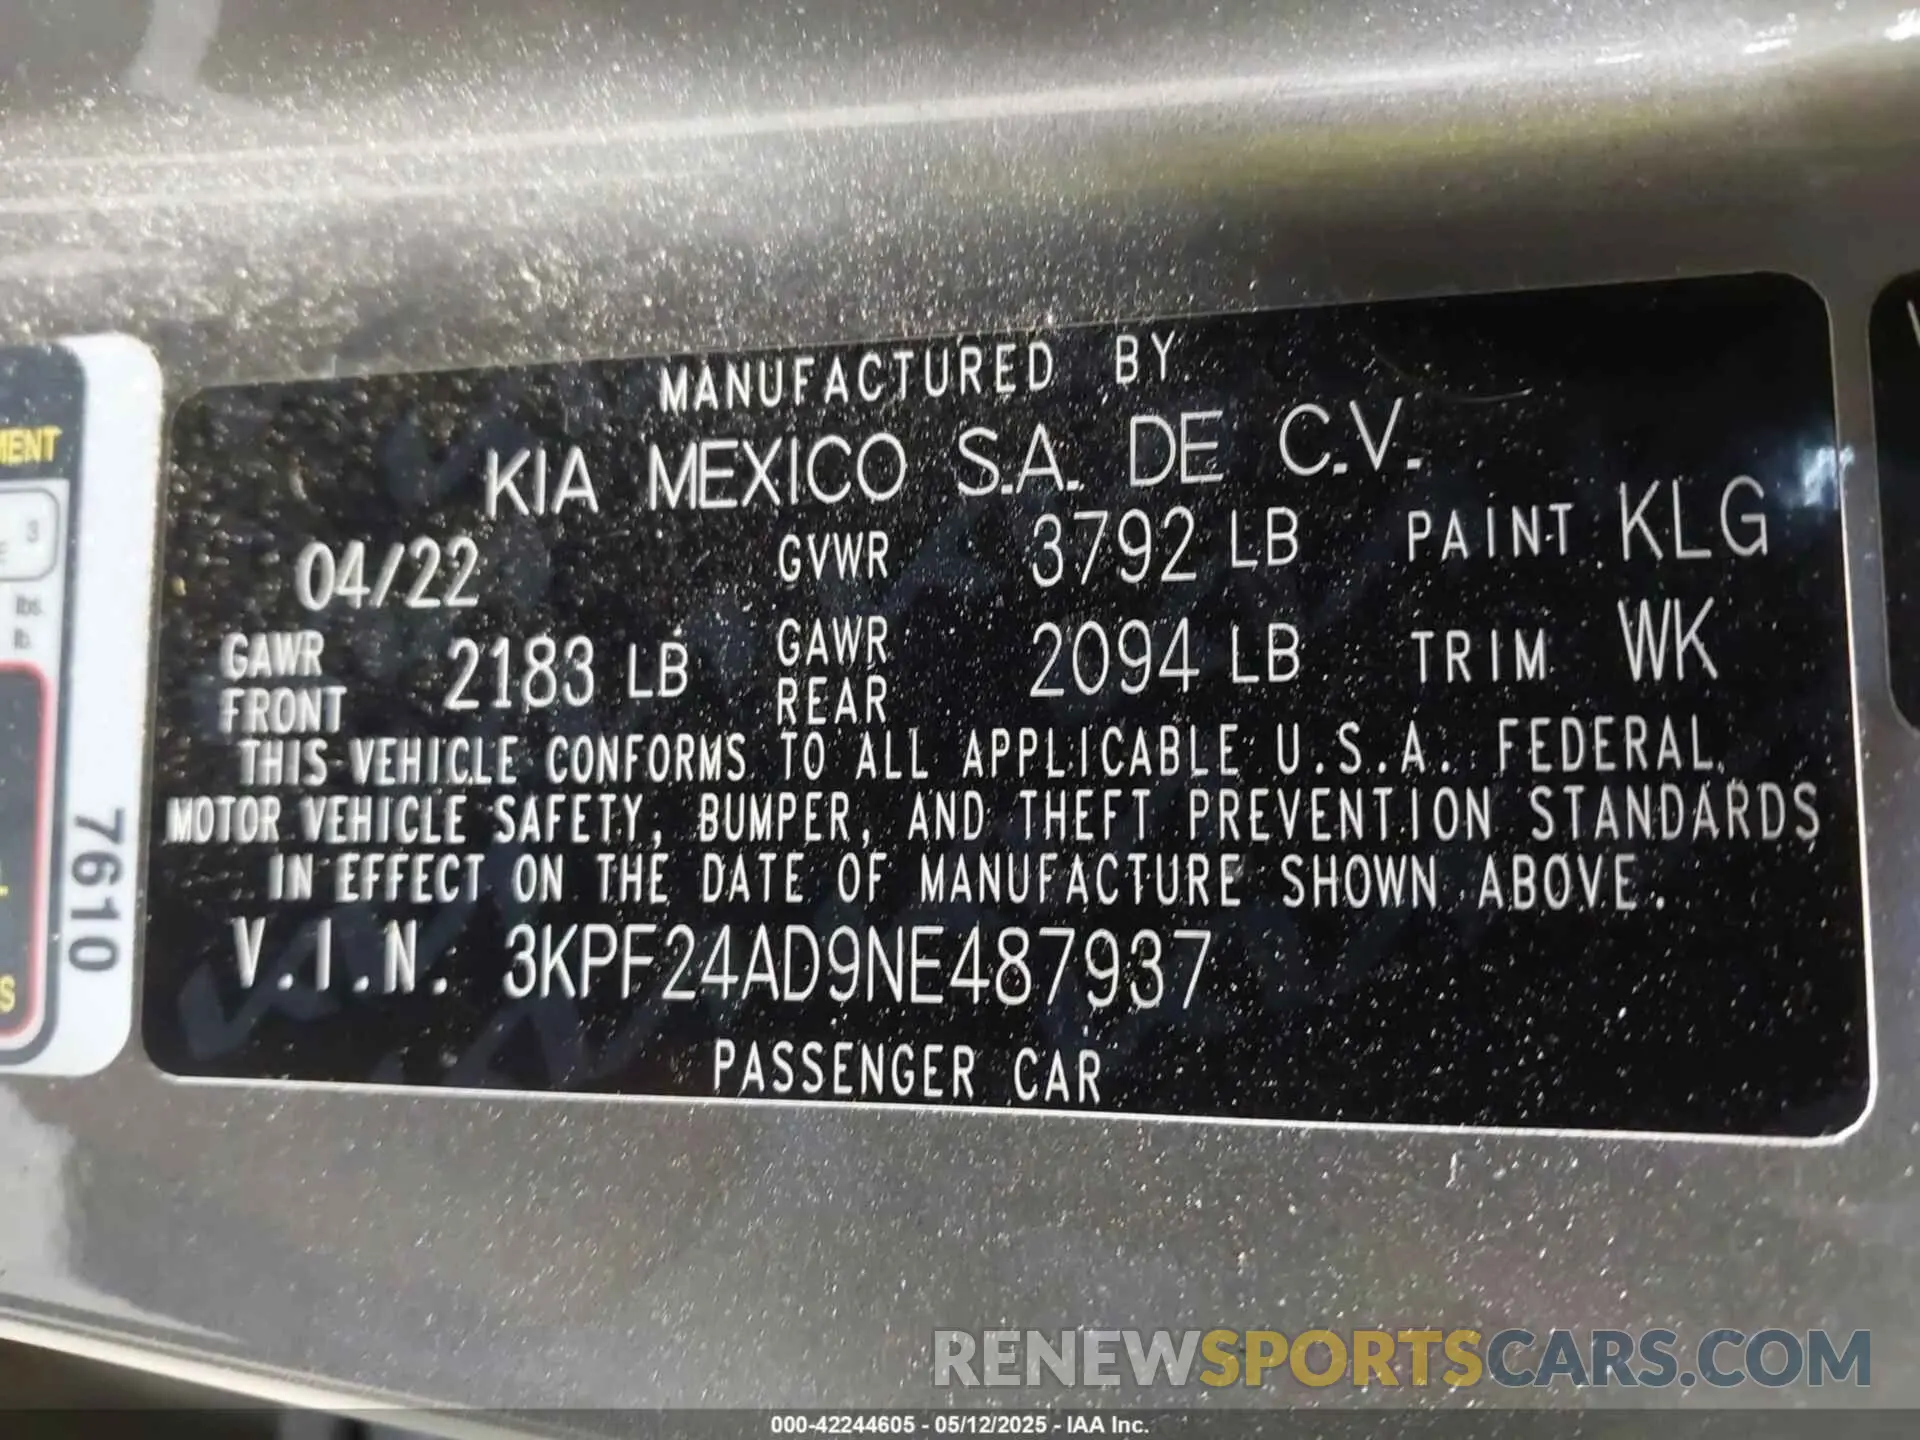 MANUFACTURED BY
KIA MEXICO S.A. DE C.V.
04/22 GVWR 3792 LB PAINT KLG
GAWR FRONT 2183 LB GAWR REAR 2094 LB TRIM WK
THIS VEHICLE CONFORMS TO ALL APPLICABLE U.S.A. FEDERAL
MOTOR VEHICLE SAFETY, BUMPER, AND THEFT PREVENTION STANDARDS
IN EFFECT ON THE DATE OF MANUFACTURE SHOWN ABOVE.
V.I.N. 3KPF24AD9NE487937
PASSENGER CAR
3
lbs.
lb.
7610
RENEWSPORTSCARS.COM
000-42244605 - 05/12/2025 - IAA Inc.